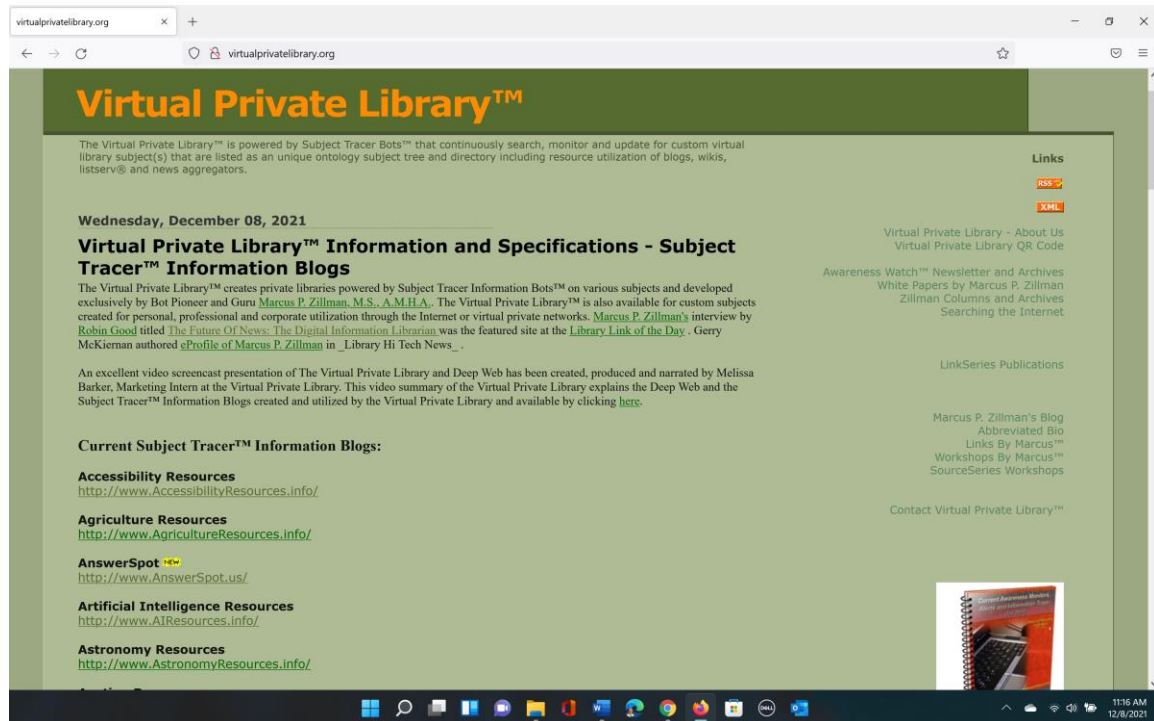 virtualprivatelibrary.org
virtualprivatelibrary.org
Virtual Private Library™
The Virtual Private Library™ is powered by Subject Tracer Bots™ that continuously search, monitor and update for custom virtual
library subject(s) that are listed as an unique ontology subject tree and directory including resource utilization of blogs, wikis,
listserv® and news aggregators.
Wednesday, December 08, 2021
Virtual Private Library™ Information and Specifications - Subject
Tracer™ Information Blogs
The Virtual Private Library™ creates private libraries powered by Subject Tracer Information Bots™ on various subjects and developed
exclusively by Bot Pioneer and Guru Marcus P. Zillman, M.S., A.M.H.A.. The Virtual Private Library™ is also available for custom subjects
created for personal, professional and corporate utilization through the Internet or virtual private networks. Marcus P. Zillman's interview by
Robin Good titled The Future Of News: The Digital Information Librarian was the featured site at the Library Link of the Day . Gerry
McKiernan authored eProfile of Marcus P. Zillman in _Library Hi Tech News_ .
An excellent video screencast presentation of The Virtual Private Library and Deep Web has been created, produced and narrated by Melissa
Barker, Marketing Intern at the Virtual Private Library. This video summary of the Virtual Private Library explains the Deep Web and the
Subject Tracer™ Information Blogs created and utilized by the Virtual Private Library and available by clicking here.
Current Subject Tracer™ Information Blogs:
Accessibility Resources
http://www.AccessibilityResources.info/
Agriculture Resources
http://www.AgricultureResources.info/
AnswerSpot NEW
http://www.AnswerSpot.us/
Artificial Intelligence Resources
http://www.AIResources.info/
Astronomy Resources
http://www.AstronomyResources.info/
Links
RSS
XML
Virtual Private Library - About Us
Virtual Private Library QR Code
Awareness Watch™ Newsletter and Archives
White Papers by Marcus P. Zillman
Zillman Columns and Archives
Searching the Internet
LinkSeries Publications
Marcus P. Zillman's Blog
Abbreviated Bio
Links By Marcus™
Workshops By Marcus™
SourceSeries Workshops
Contact Virtual Private Library™
Current Awareness Monitors,
DELL
11:16 AM
12/8/2021